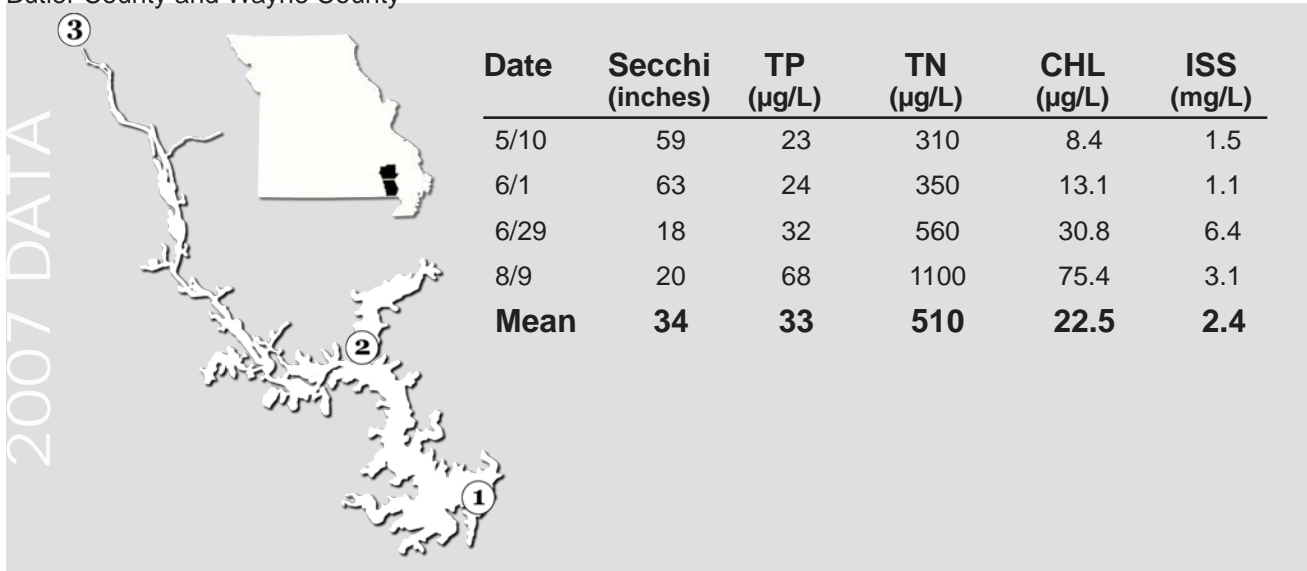 Butler County and Wayne County
3
Date Secchi TP TN CHL ISS
(inches) (µg/L) (µg/L) (µg/L) (mg/L)
5/10 59 23 310 8.4 1.5
6/1 63 24 350 13.1 1.1
6/29 18 32 560 30.8 6.4
8/9 20 68 1100 75.4 3.1
Mean 34 33 510 22.5 2.4
2
1
2007 DATA